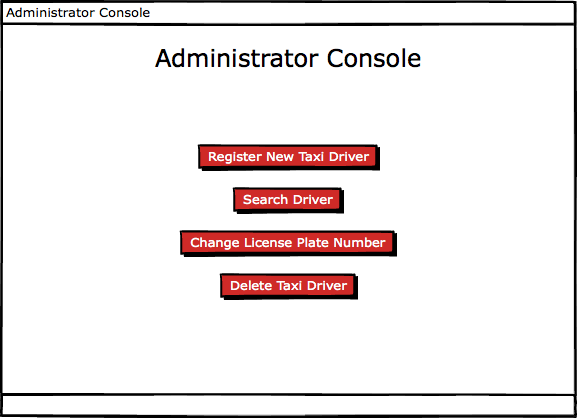 Administrator Console
Administrator Console
Register New Taxi Driver
Search Driver
Change License Plate Number
Delete Taxi Driver